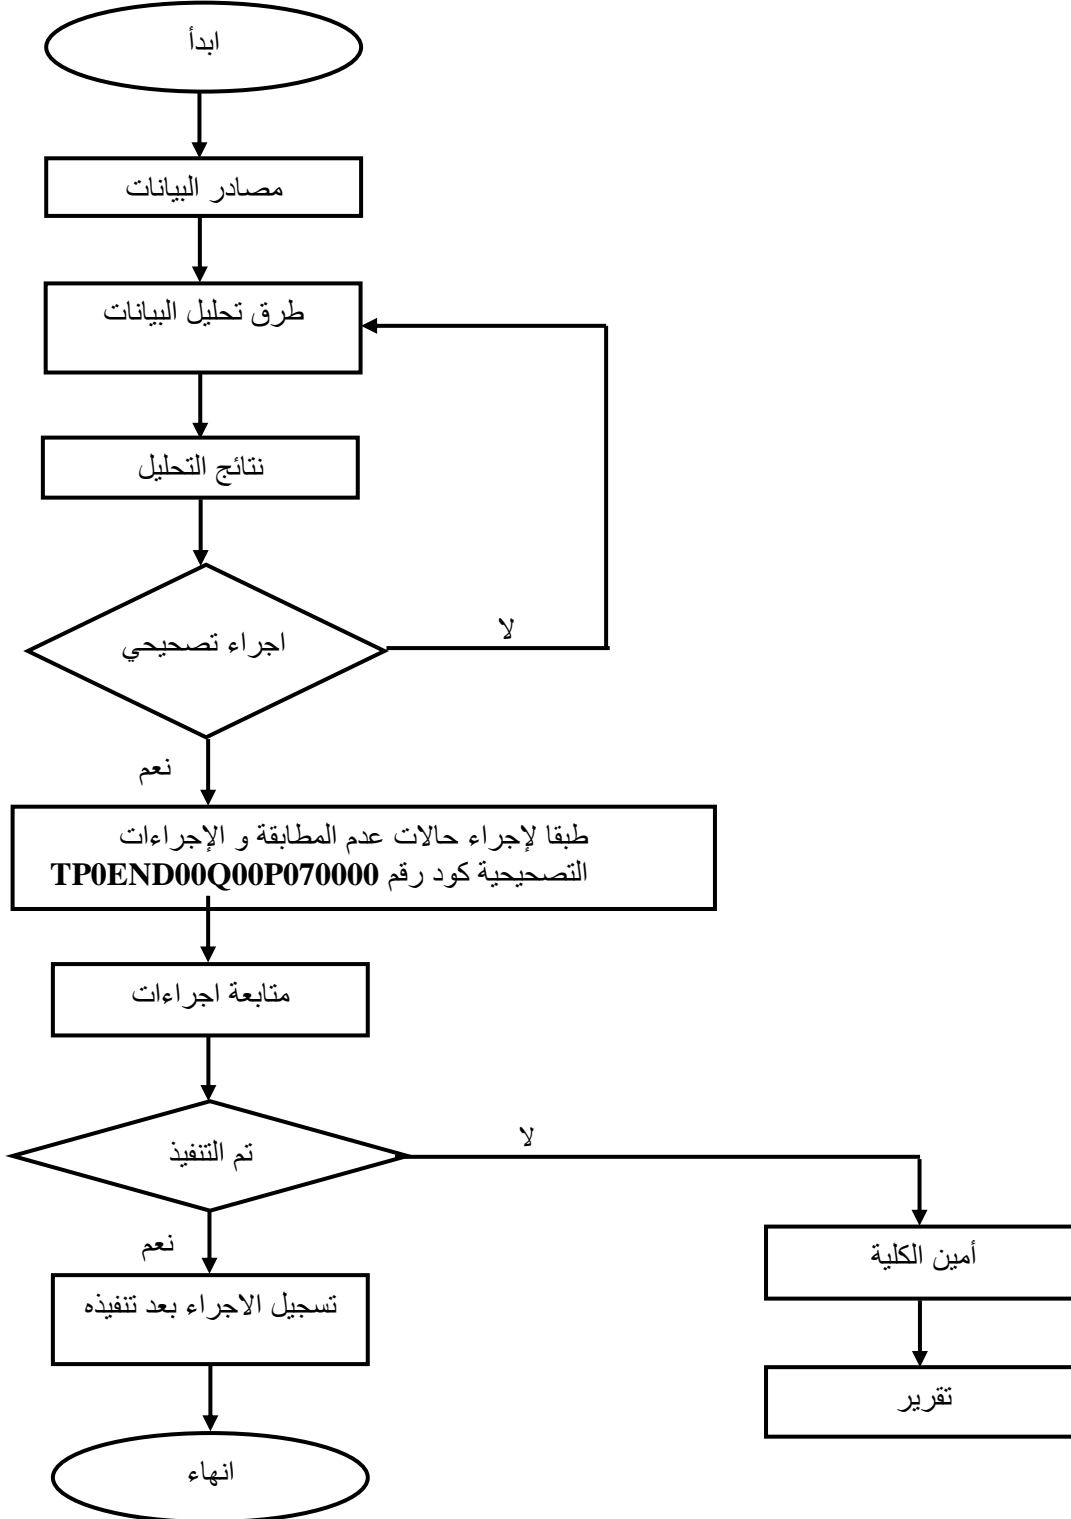 ابدأ
مصادر البيانات
طرق تحليل البيانات
نتائج التحليل
اجراء تصحيحي
لا
نعم
طبقا لإجراء حالات عدم المطابقة و الإجراءات
التصحيحية كود رقم TP0END00Q00P070000
متابعة اجراءات
تم التنفيذ
لا
نعم
أمين الكلية
تسجيل الاجراء بعد تنفيذه
تقرير
انهاء